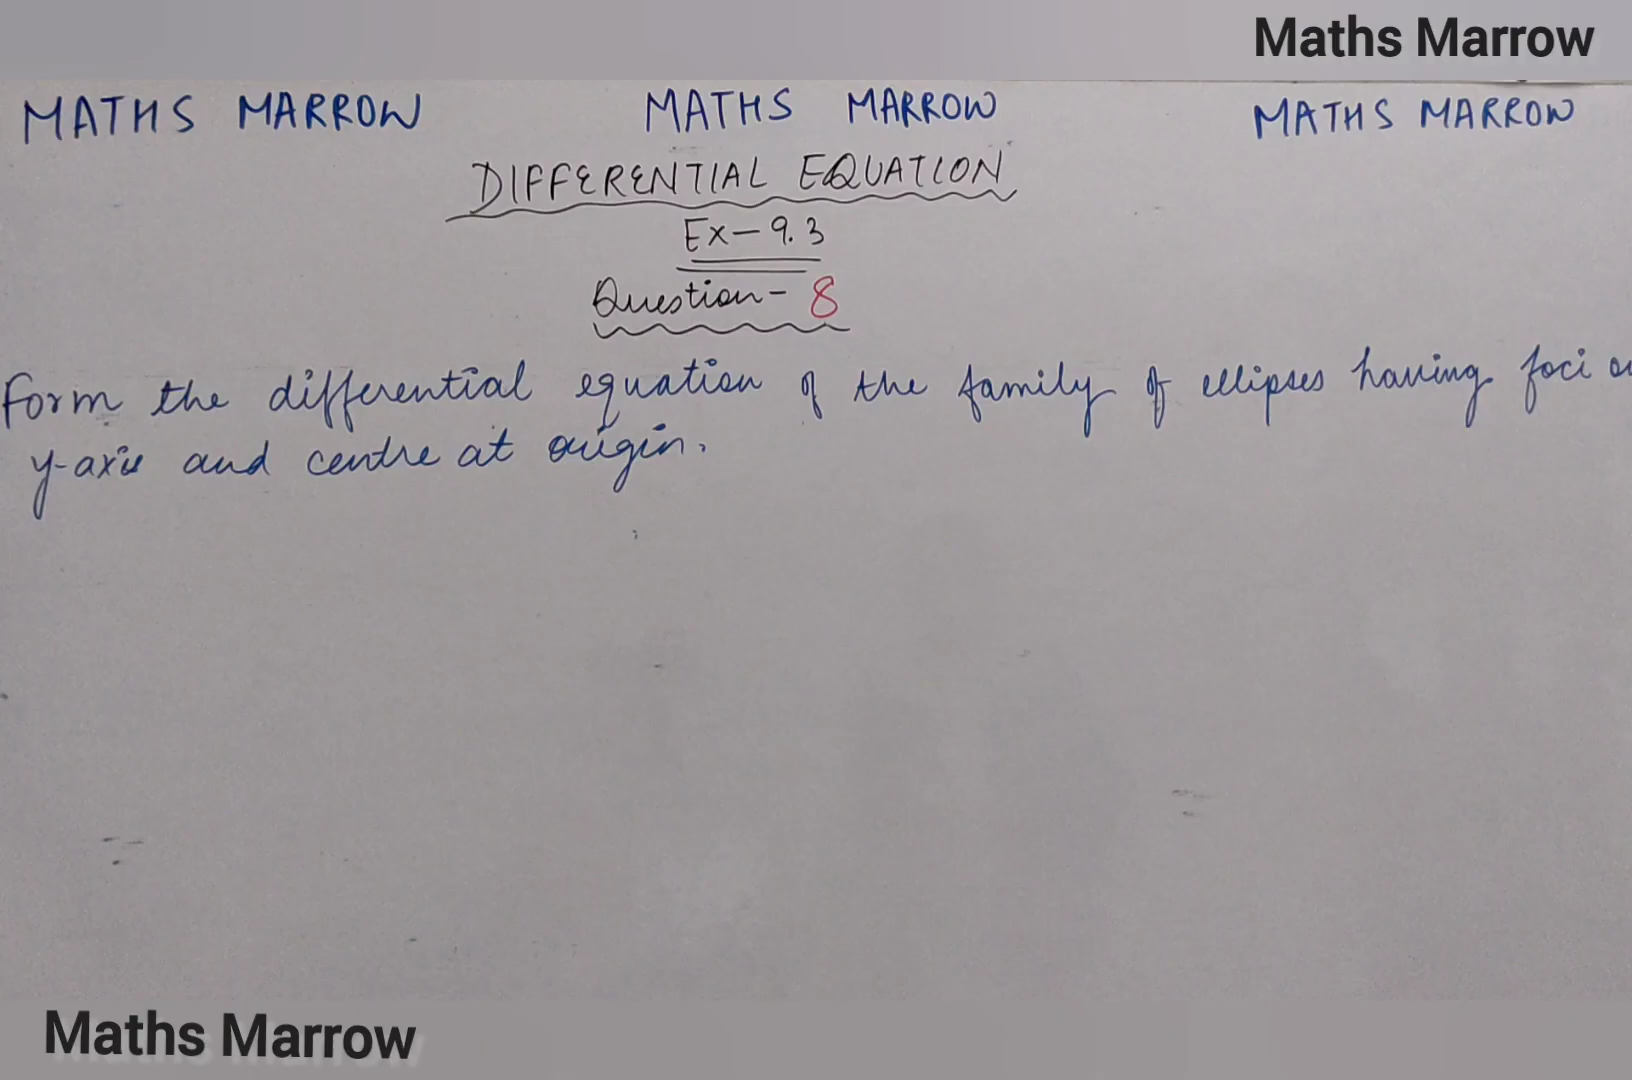 Maths Marrow
MATHS MARROW MATHS MARROW MATHS MARROW
DIFFERENTIAL EQUATION
Ex-9.3
Question- 8
Form the differential equation of the family of ellipses having foci on
y-axis and centre at origin.
Maths Marrow